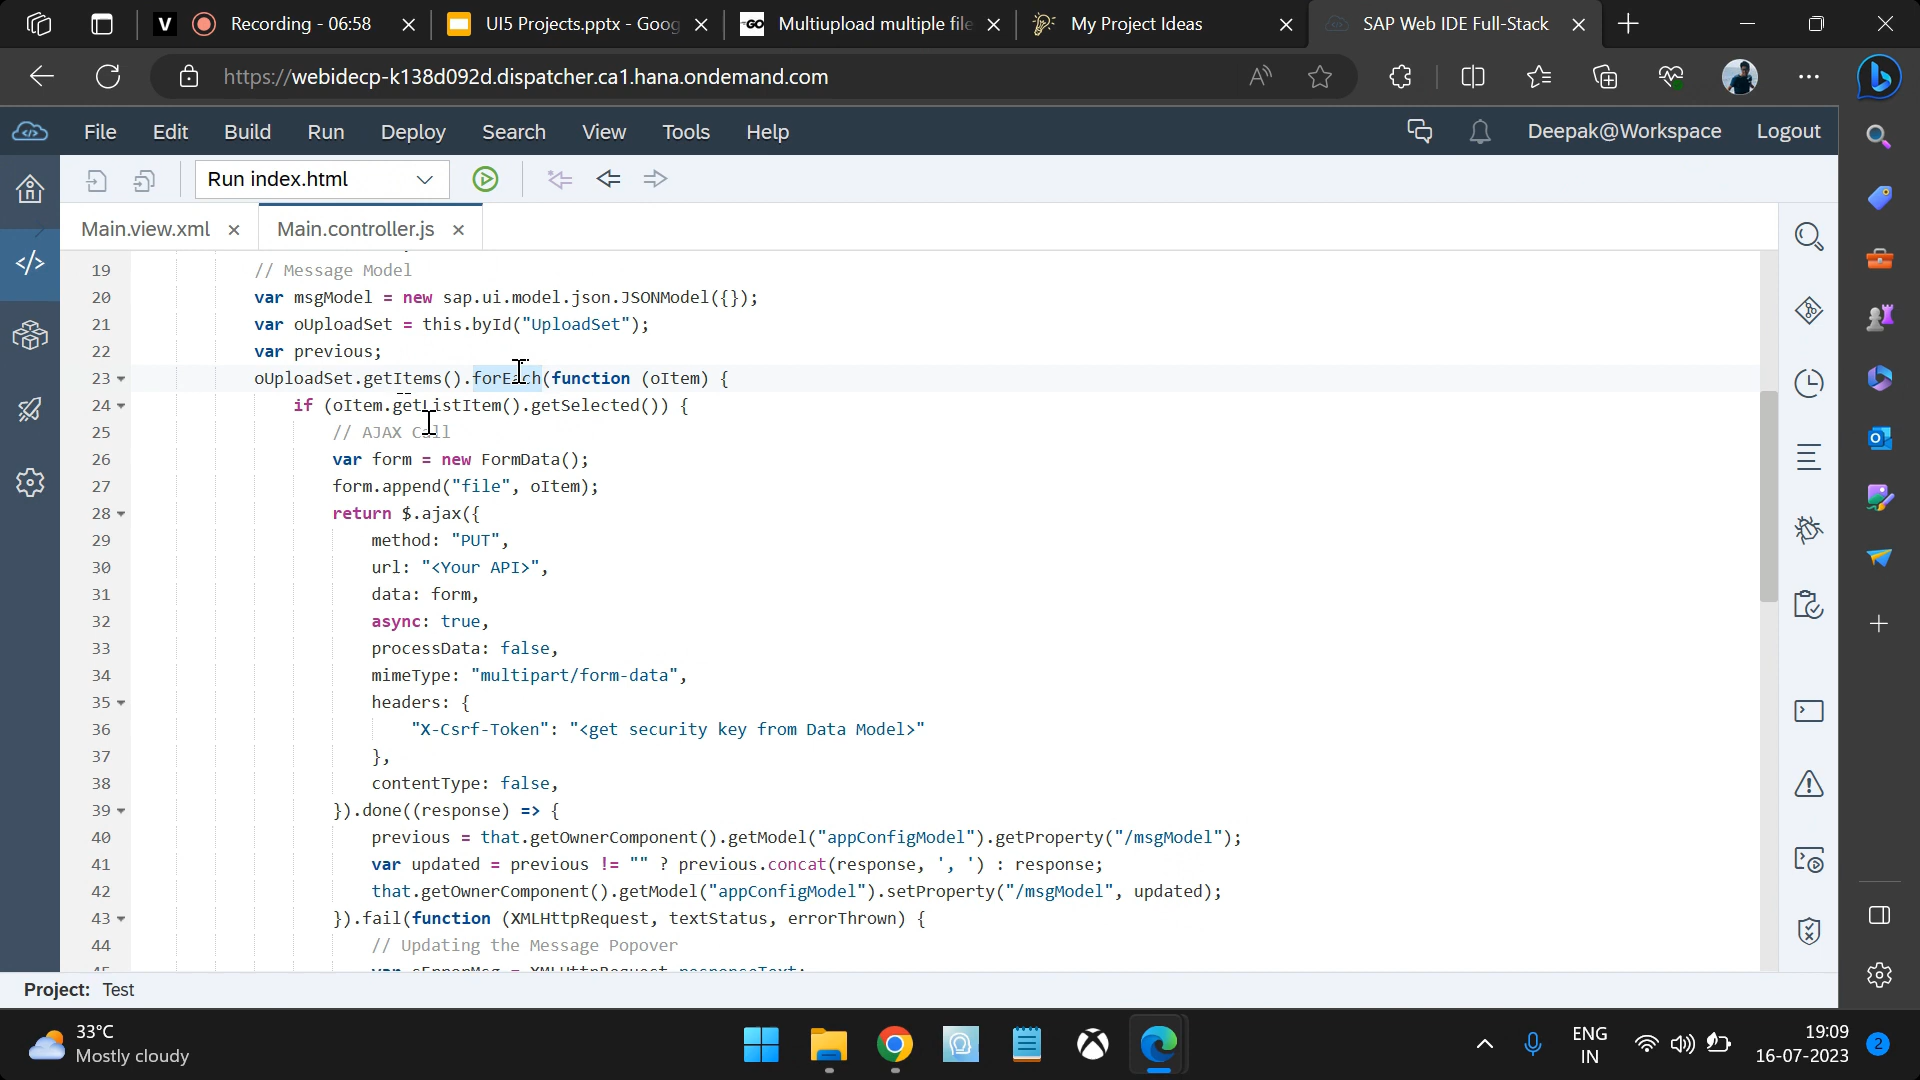 Recording - 06:58
UI5 Projects.pptx - Goog
GO
Multiupload multiple file
My Project Ideas
SAP Web IDE Full-Stack
https://webidecp-k138d092d.dispatcher.ca1.hana.ondemand.com
File Edit Build Run Deploy Search View Tools Help
Deepak@Workspace
Logout
Run index.html
Main.view.xml
Main.controller.js
19 // Message Model
20 var msgModel = new sap.ui.model.json.JSONModel({});
21 var oUploadSet = this.byId("UploadSet");
22 var previous;
23 oUploadSet.getItems().forEach(function (oItem) {
24 if (oItem.getListItem().getSelected()) {
25 // AJAX Call
26 var form = new FormData();
27 form.append("file", oItem);
28 return $.ajax({
29 method: "PUT",
30 url: "<Your API>",
31 data: form,
32 async: true,
33 processData: false,
34 mimeType: "multipart/form-data",
35 headers: {
36 "X-Csrf-Token": "<get security key from Data Model>"
37 },
38 contentType: false,
39 }).done((response) => {
40 previous = that.getOwnerComponent().getModel("appConfigModel").getProperty("/msgModel");
41 var updated = previous != "" ? previous.concat(response, ', ') : response;
42 that.getOwnerComponent().getModel("appConfigModel").setProperty("/msgModel", updated);
43 }).fail(function (XMLHttpRequest, textStatus, errorThrown) {
44 // Updating the Message Popover
45 var sErrorMsg = XMLHttpRequest.responseText;
Project: Test
33°C
Mostly cloudy
ENG
IN
19:09
16-07-2023
2